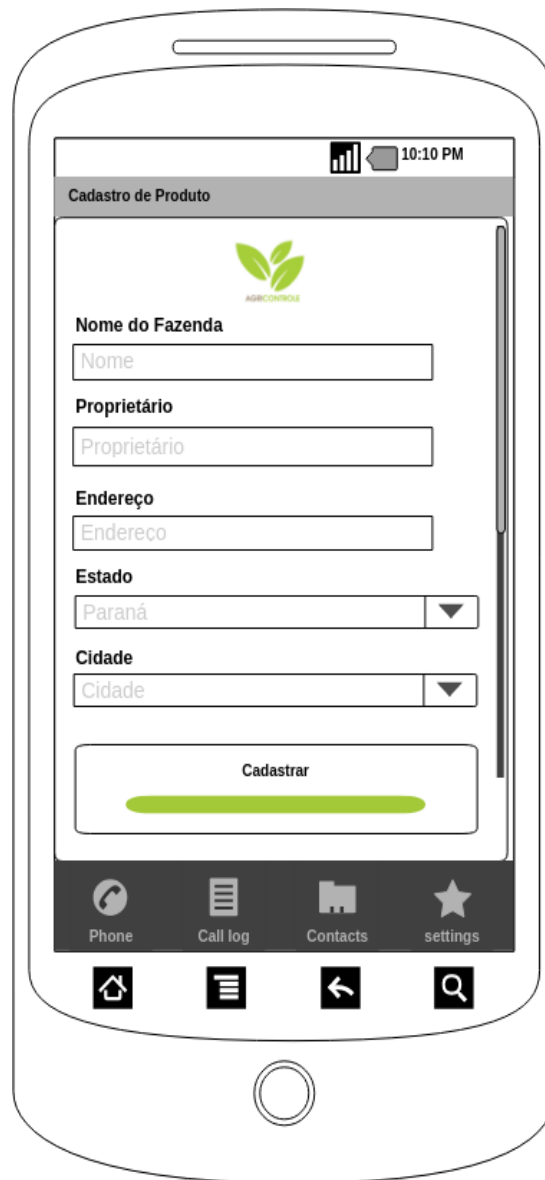 10:10 PM
Cadastro de Produto
AGRICONTROLE
Nome do Fazenda
Nome
Proprietário
Proprietário
Endereço
Endereco
Estado
Paraná
Cidade
Cidade
Cadastrar
Phone Call log Contacts settings